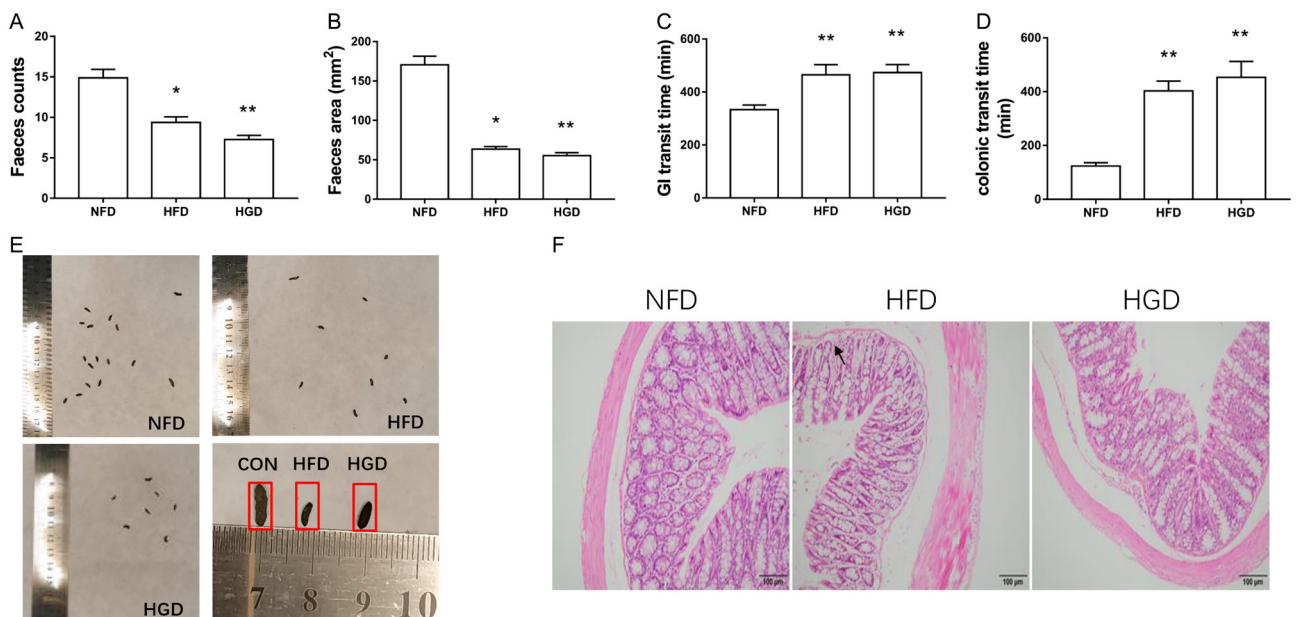 A
Faeces counts
20
15
10
5
0
*
**
NFD
HFD
HGD
B
Faeces area (mm²)
200
150
100
50
0
*
**
NFD
HFD
HGD
C
GI transit time (min)
600
400
200
0
**
**
NFD
HFD
HGD
D
colonic transit time
(min)
600
400
200
0
**
**
NFD
HFD
HGD
E
NFD
HFD
HGD
CON HFD HGD
7 8 9 10
F
NFD HFD HGD
100 µm
100 µm
100 µm